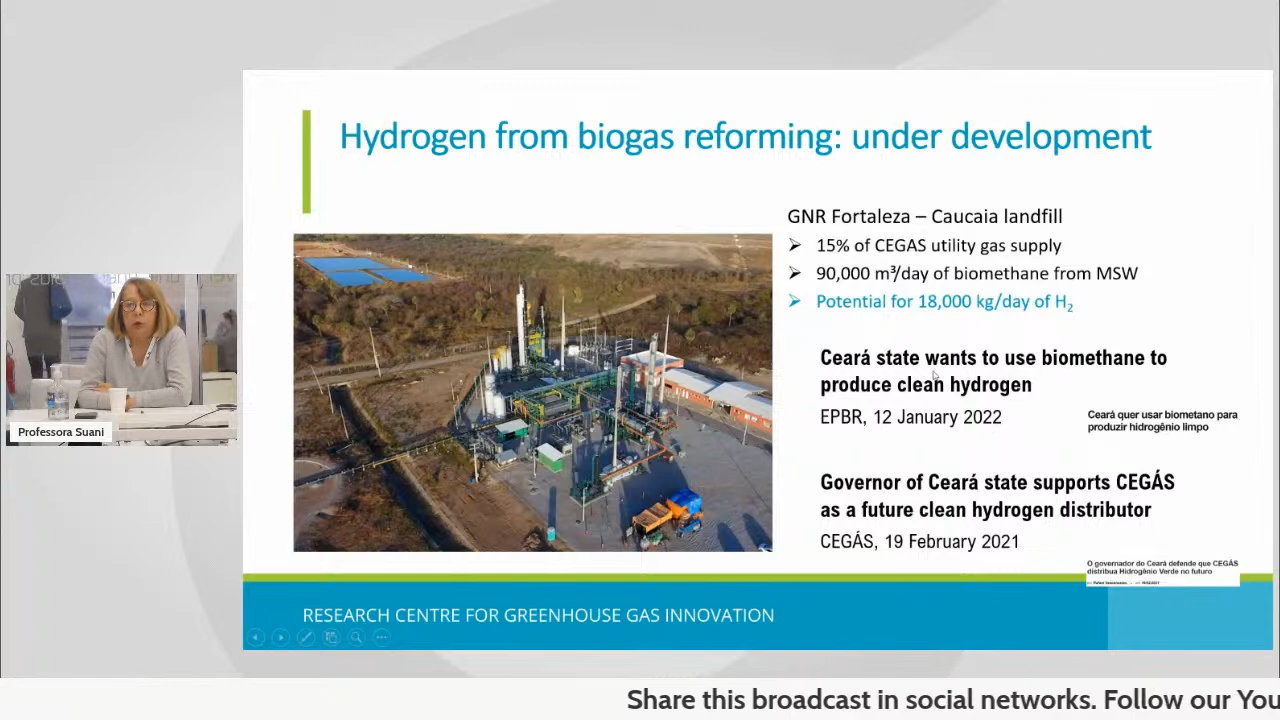 Hydrogen from biogas reforming: under development
GNR Fortaleza – Caucaia landfill
15% of CEGAS utility gas supply
90,000 m³/day of biomethane from MSW
Potential for 18,000 kg/day of H₂
Ceará state wants to use biomethane to
produce clean hydrogen
EPBR, 12 January 2022
Ceará quer usar biometano para
produzir hidrogênio limpo
Governor of Ceará state supports CEGÁS
as a future clean hydrogen distributor
CEGÁS, 19 February 2021
O governador do Ceará defende que CEGÁS
distribua Hidrogênio Verde no futuro
RESEARCH CENTRE FOR GREENHOUSE GAS INNOVATION
Professora Suani
Share this broadcast in social networks. Follow our You